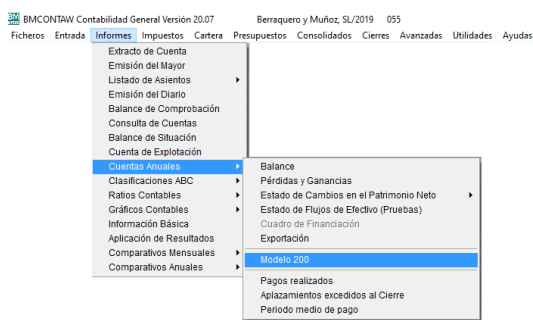 BM BMCONTAW Contabilidad General Versión 20.07 Berraquero y Muñoz, SL/2019 055
Ficheros Entrada Informes Impuestos Cartera Presupuestos Consolidados Cierres Avanzadas Utilidades Ayudas
Extracto de Cuenta
Emisión del Mayor
Listado de Asientos
Emisión del Diario
Balance de Comprobación
Consulta de Cuentas
Balance de Situación
Cuenta de Explotación
Cuentas Anuales
Clasificaciones ABC
Ratios Contables
Gráficos Contables
Información Básica
Aplicación de Resultados
Comparativos Mensuales
Comparativos Anuales
Balance
Pérdidas y Ganancias
Estado de Cambios en el Patrimonio Neto
Estado de Flujos de Efectivo (Pruebas)
Cuadro de Financiación
Exportación
Modelo 200
Pagos realizados
Aplazamientos excedidos al Cierre
Periodo medio de pago